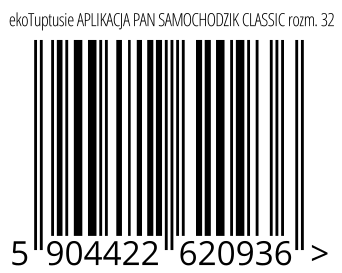 ekoTuptusie APLIKACJA PAN SAMOCHODZIK CLASSIC rozm. 32
5 904422 620936 >